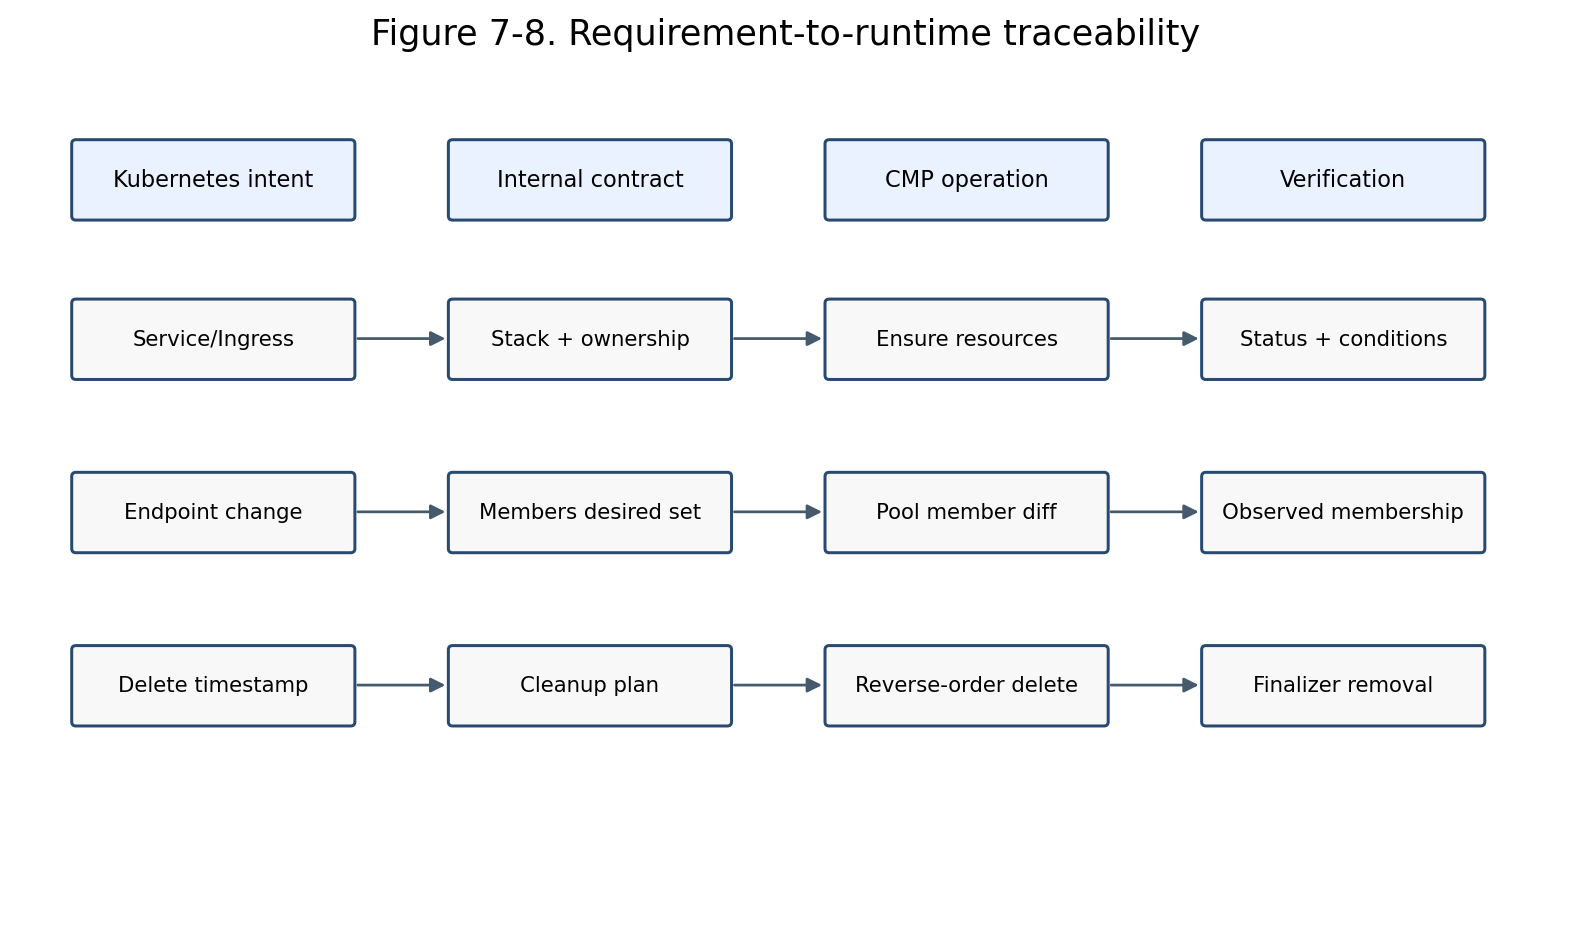 Figure 7-8. Requirement-to-runtime traceability
Kubernetes intent
Internal contract
CMP operation
Verification
Service/Ingress
Stack + ownership
Ensure resources
Status + conditions
Endpoint change
Members desired set
Pool member diff
Observed membership
Delete timestamp
Cleanup plan
Reverse-order delete
Finalizer removal